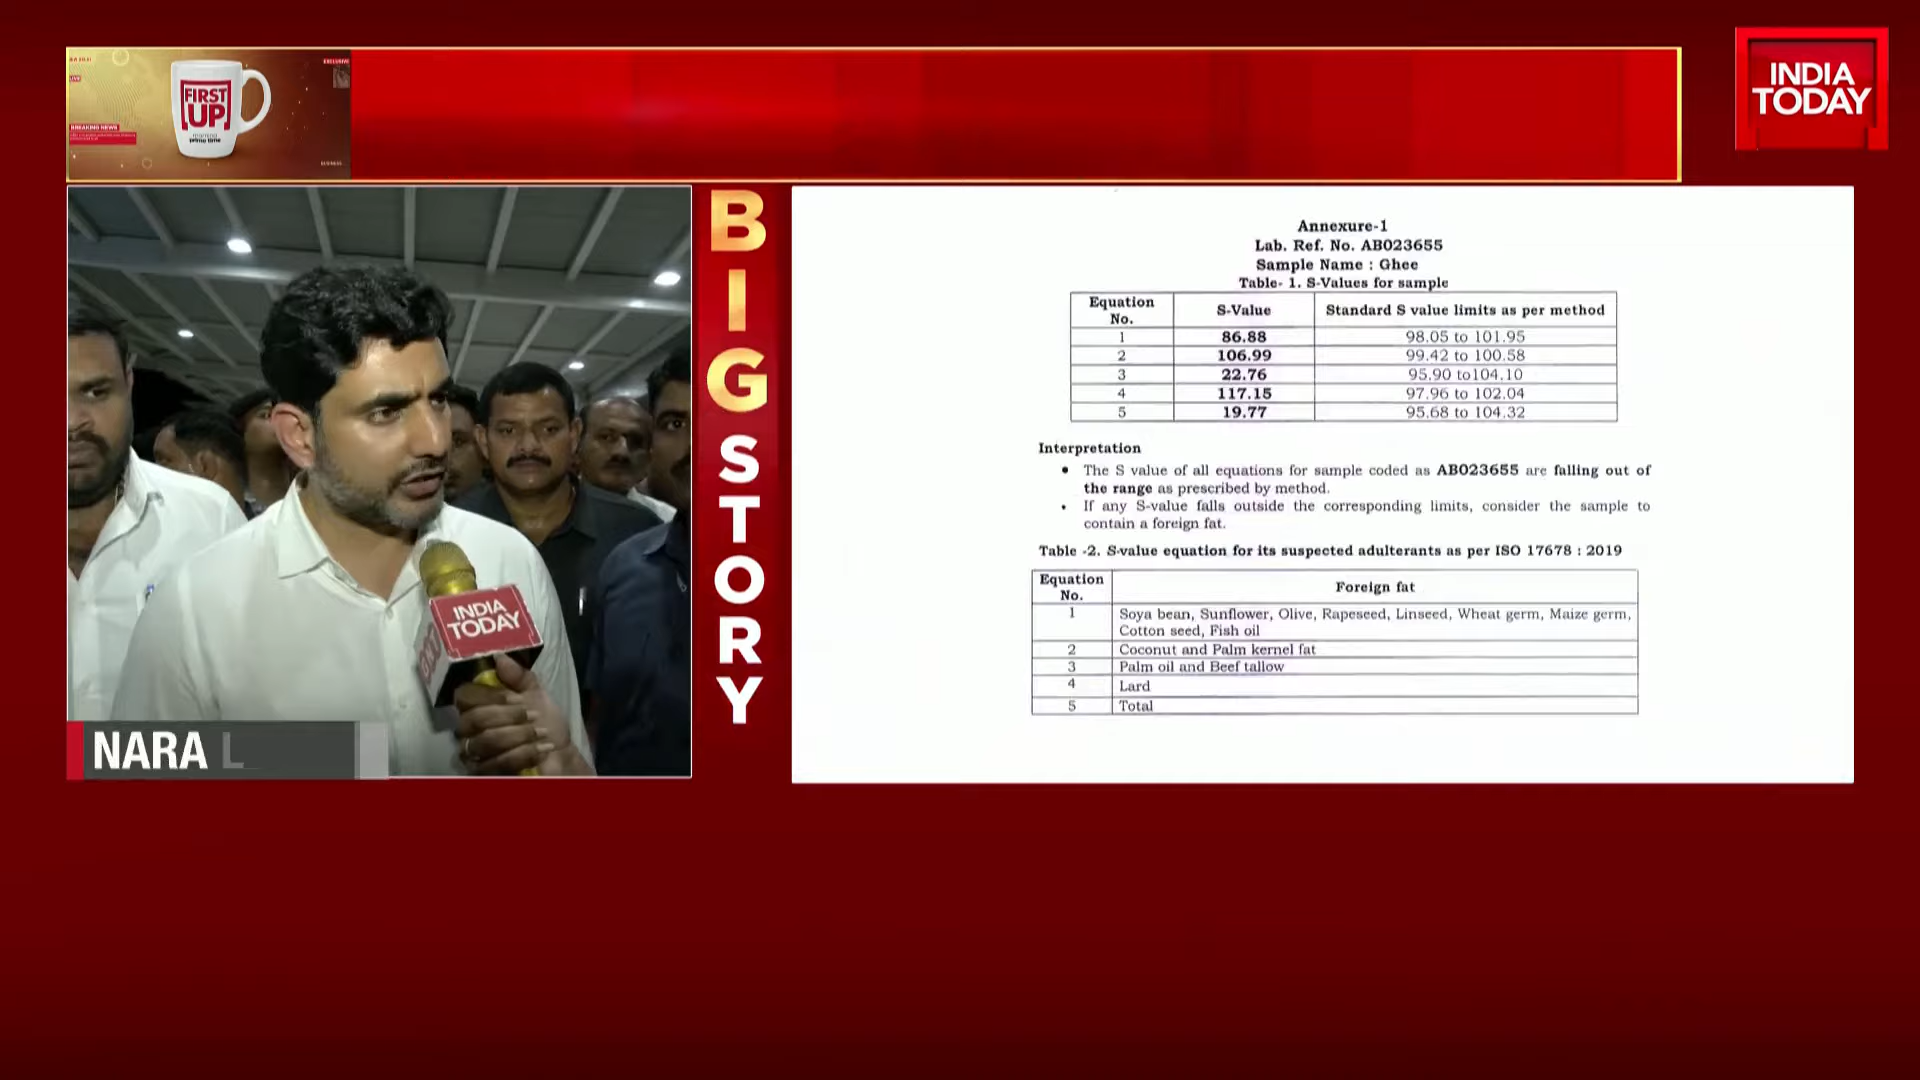 FIRST
UP
prime time
BREAKING NEWS
EXCLUSIVE
BUSINESS
INDIA
TODAY
BIG
STORY
INDIA
TODAY
NARA L
Annexure-1
Lab. Ref. No. AB023655
Sample Name : Ghee
Table- 1. S-Values for sample
Equation No. S-Value Standard S value limits as per method
1 86.88 98.05 to 101.95
2 106.99 99.42 to 100.58
3 22.76 95.90 to104.10
4 117.15 97.96 to 102.04
5 19.77 95.68 to 104.32
Interpretation
• The S value of all equations for sample coded as AB023655 are falling out of
the range as prescribed by method.
• If any S-value falls outside the corresponding limits, consider the sample to
contain a foreign fat.
Table -2. S-value equation for its suspected adulterants as per ISO 17678 : 2019
Equation No. Foreign fat
1 Soya bean, Sunflower, Olive, Rapeseed, Linseed, Wheat germ, Maize germ,
Cotton seed, Fish oil
2 Coconut and Palm kernel fat
3 Palm oil and Beef tallow
4 Lard
5 Total